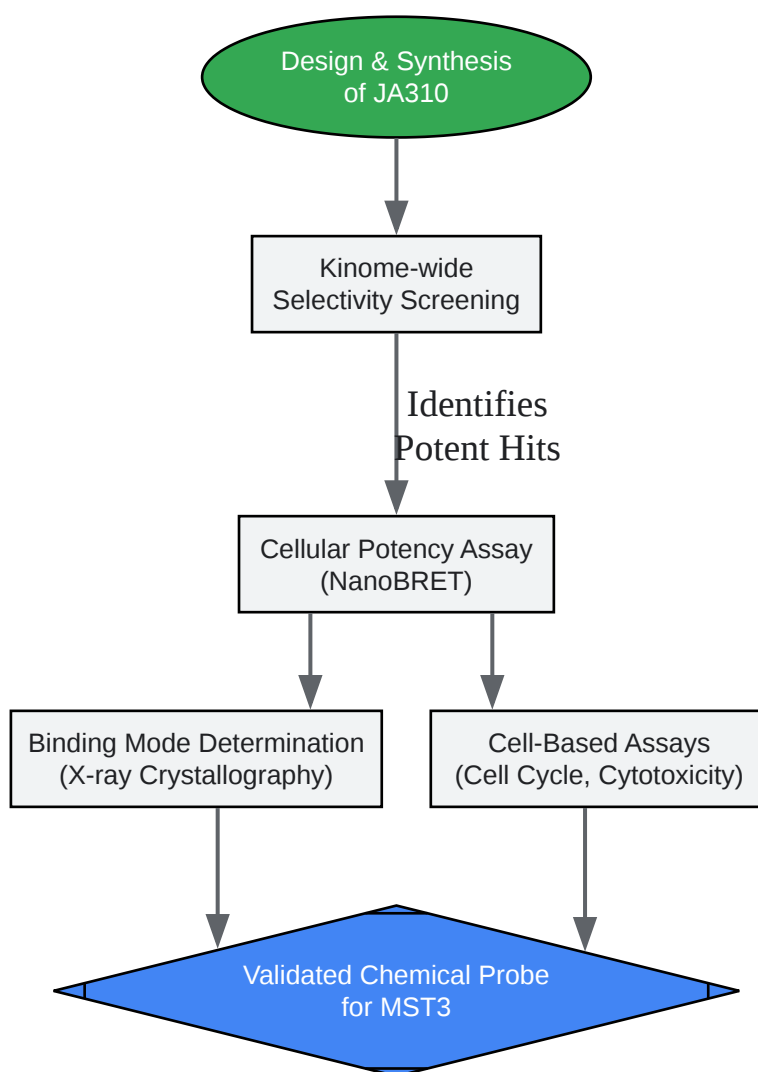 Design & Synthesis
of JA310
Kinome-wide
Selectivity Screening
Identifies
Potent Hits
Cellular Potency Assay
(NanoBRET)
Binding Mode Determination
(X-ray Crystallography)
Cell-Based Assays
(Cell Cycle, Cytotoxicity)
Validated Chemical Probe
for MST3